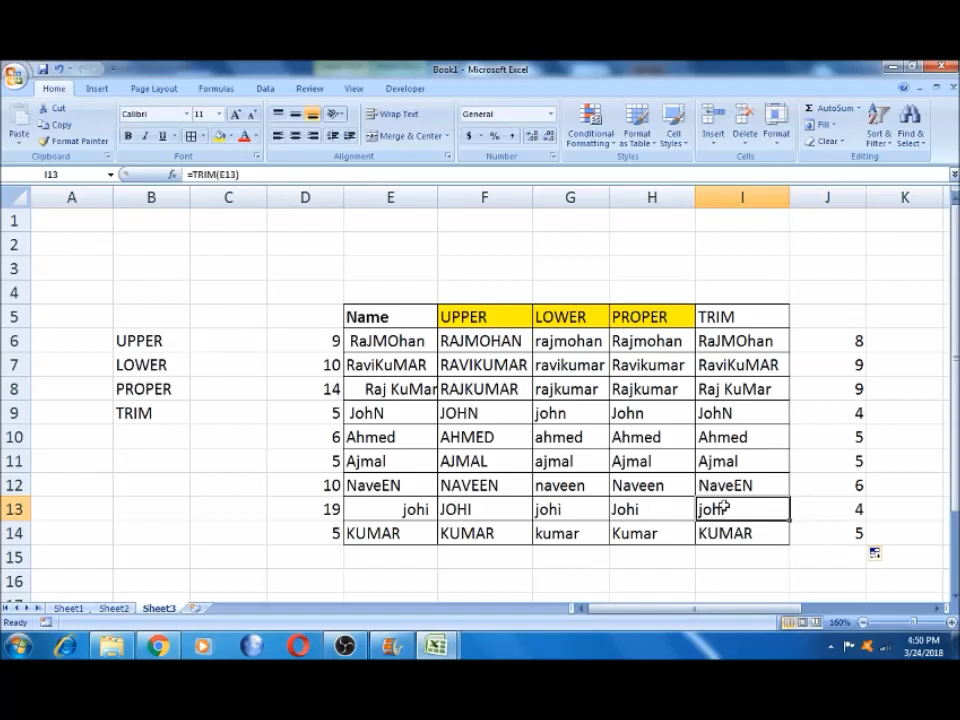 Book1 - Microsoft Excel
Home Insert Page Layout Formulas Data Review View Developer
Cut
Copy
Format Painter
Paste
Clipboard
Calibri 11
B I U
Font
Wrap Text
Merge & Center
Alignment
General
$ % ,
Number
Conditional Formatting
Format as Table
Cell Styles
Styles
Insert Delete Format
Cells
AutoSum
Fill
Clear
Sort & Filter
Find & Select
Editing
I13 fx =TRIM(E13)
A B C D E F G H I J K
1
2
3
4
5 Name UPPER LOWER PROPER TRIM
6 UPPER 9 RaJMOhan RAJMOHAN rajmohan Rajmohan RaJMOhan 8
7 LOWER 10 RaviKuMAR RAVIKUMAR ravikumar Ravikumar RaviKuMAR 9
8 PROPER 14 Raj KuMar RAJKUMAR rajkumar Rajkumar Raj KuMar 9
9 TRIM 5 JohN JOHN john John JohN 4
10 6 Ahmed AHMED ahmed Ahmed Ahmed 5
11 5 Ajmal AJMAL ajmal Ajmal Ajmal 5
12 10 NaveEN NAVEEN naveen Naveen NaveEN 6
13 19 johi JOHI johi Johi johi 4
14 5 KUMAR KUMAR kumar Kumar KUMAR 5
15
16
Sheet1 Sheet2 Sheet3
Ready 160%
4:50 PM
3/24/2018